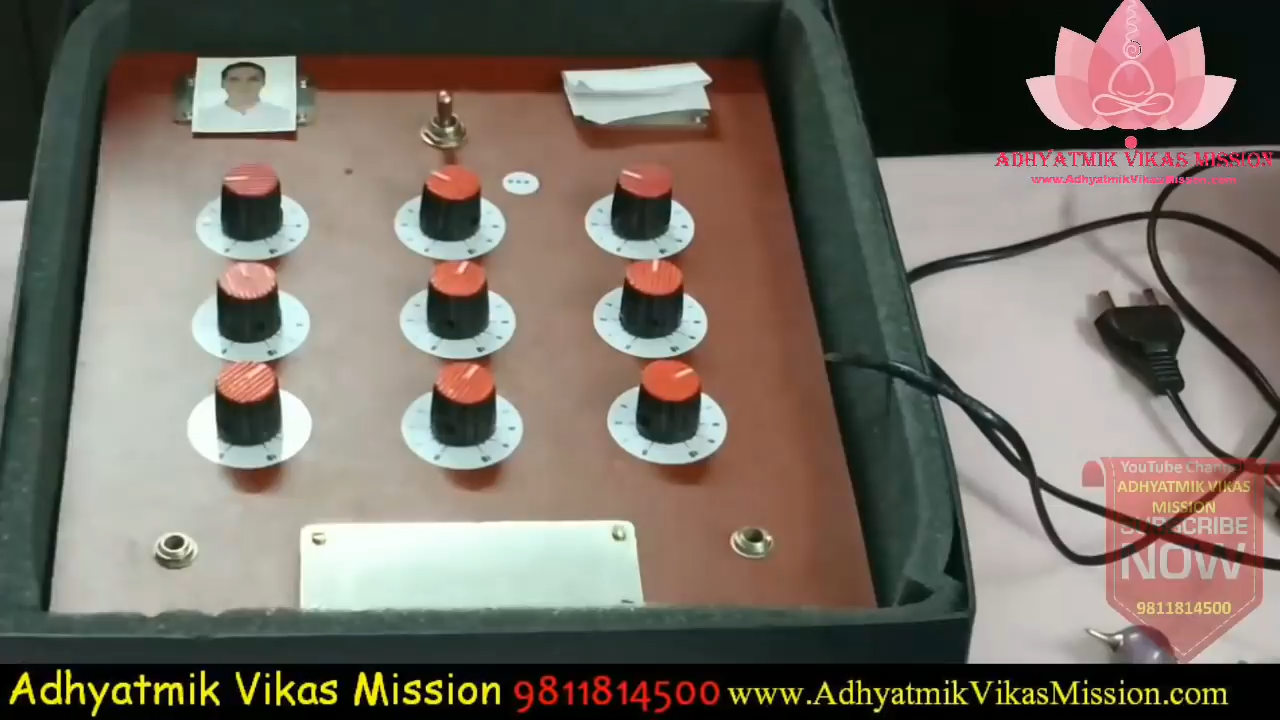 ADHYATMIK VIKAS MISSION
www.AdhyatmikVikasMission.com
YouTube Channel
ADHYATMIK VIKAS
MISSION
SUBSCRIBE
NOW
9811814500
Adhyatmik Vikas Mission 9811814500 www.AdhyatmikVikasMission.com